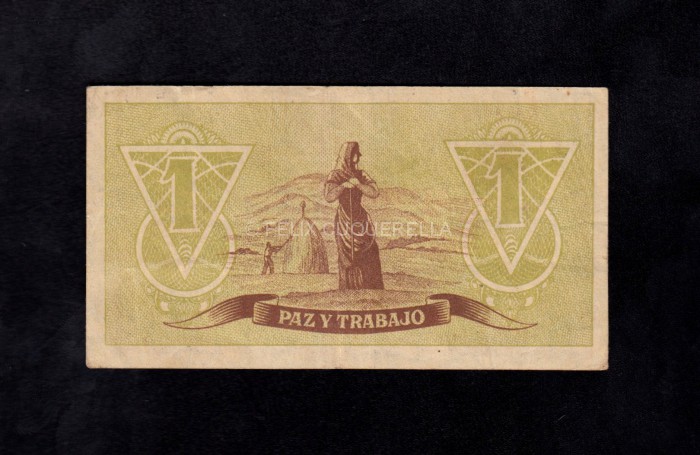 1
1
© FELIX CUQUERELLA
PAZ Y TRABAJO